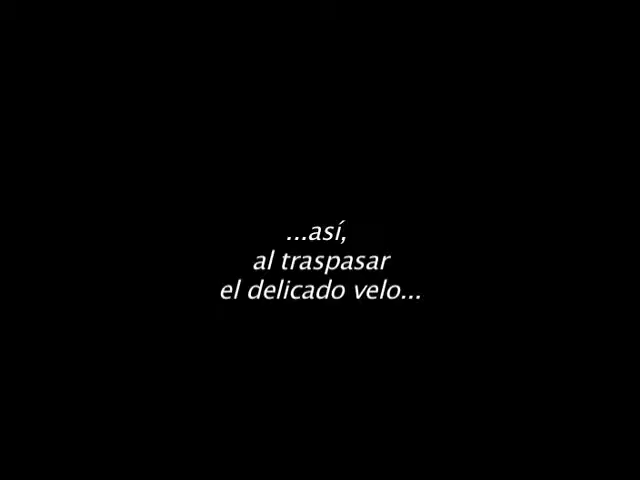 ...así,
al traspasar
el delicado velo...